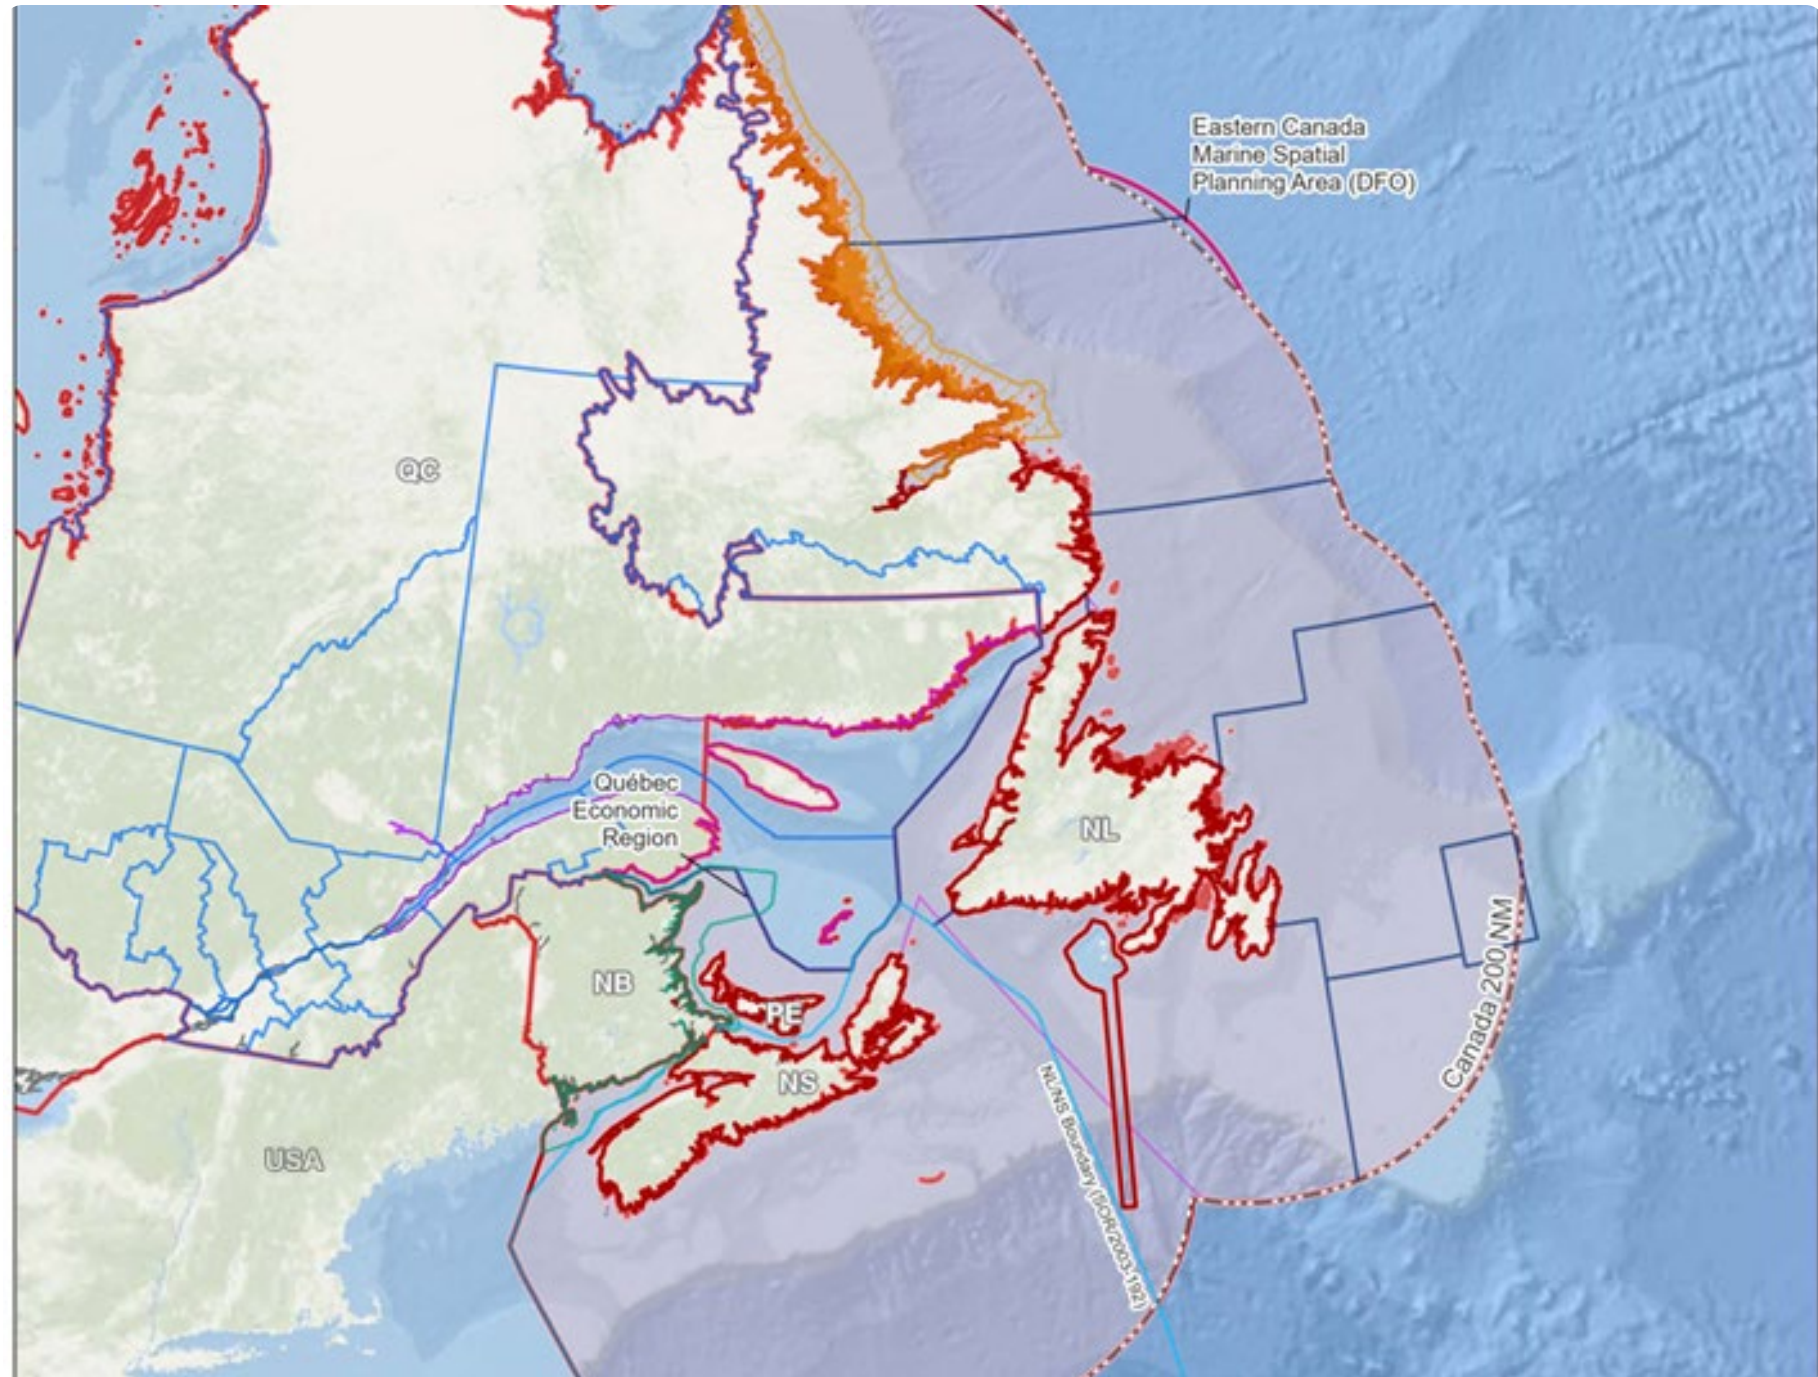 Eastern Canada
Marine Spatial
Planning Area (DFO)
QC
Québec
Economic
Region
NL
NB
PE
NS
USA
Canada 200 NM
NL/NS Boundary (SOR/2003-192)